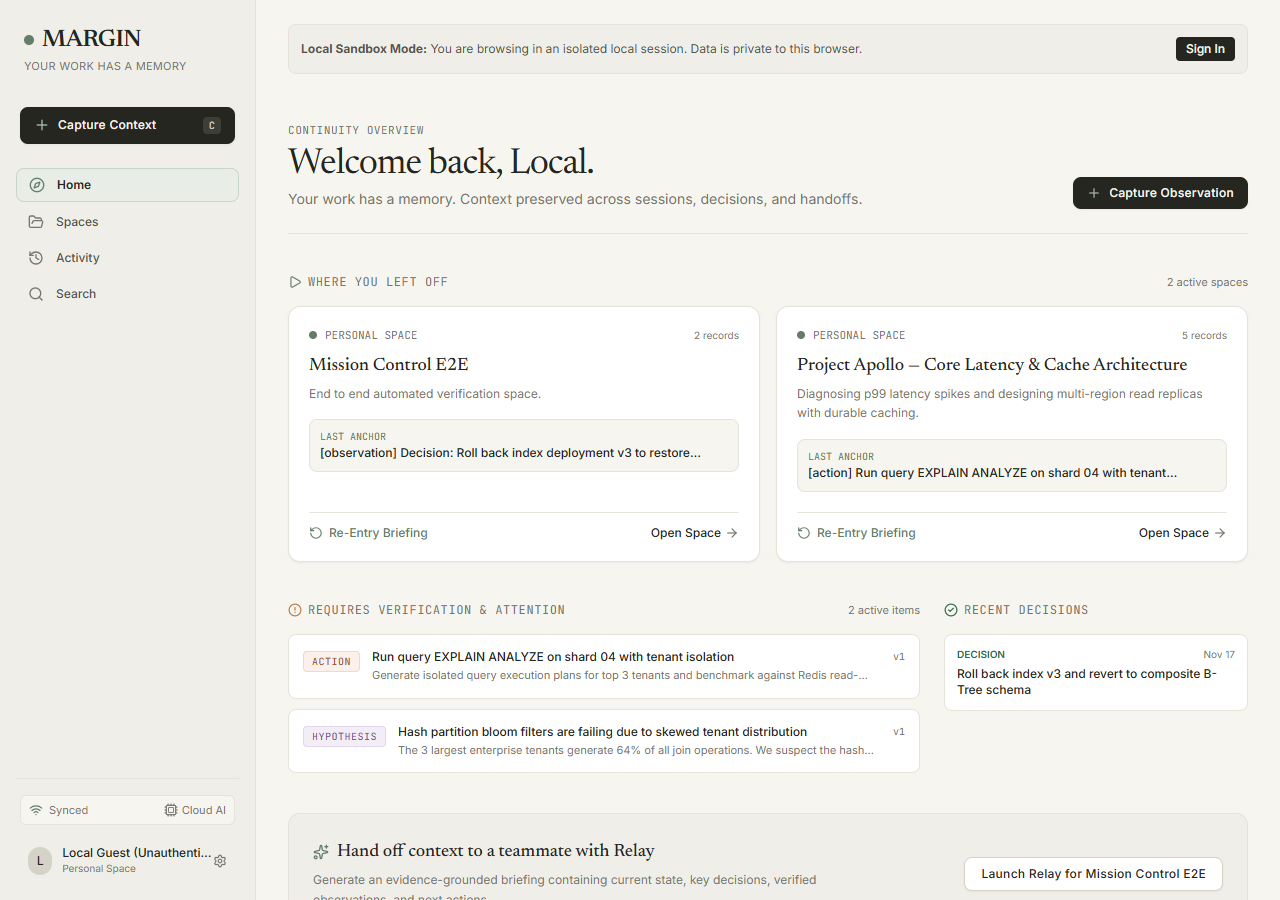 MARGIN
YOUR WORK HAS A MEMORY
Capture Context
C
Home
Spaces
Activity
Search
Synced
Cloud AI
L
Local Guest (Unauthenti...
Personal Space
Local Sandbox Mode: You are browsing in an isolated local session. Data is private to this browser.
Sign In
CONTINUITY OVERVIEW
Welcome back, Local.
Your work has a memory. Context preserved across sessions, decisions, and handoffs.
Capture Observation
WHERE YOU LEFT OFF
2 active spaces
PERSONAL SPACE
2 records
Mission Control E2E
End to end automated verification space.
LAST ANCHOR
[observation] Decision: Roll back index deployment v3 to restore...
Re-Entry Briefing
Open Space
PERSONAL SPACE
5 records
Project Apollo — Core Latency & Cache Architecture
Diagnosing p99 latency spikes and designing multi-region read replicas
with durable caching.
LAST ANCHOR
[action] Run query EXPLAIN ANALYZE on shard 04 with tenant...
Re-Entry Briefing
Open Space
REQUIRES VERIFICATION & ATTENTION
2 active items
ACTION
Run query EXPLAIN ANALYZE on shard 04 with tenant isolation
v1
Generate isolated query execution plans for top 3 tenants and benchmark against Redis read-...
HYPOTHESIS
Hash partition bloom filters are failing due to skewed tenant distribution
v1
The 3 largest enterprise tenants generate 64% of all join operations. We suspect the hash...
RECENT DECISIONS
DECISION
Nov 17
Roll back index v3 and revert to composite B-
Tree schema
Hand off context to a teammate with Relay
Generate an evidence-grounded briefing containing current state, key decisions, verified
observations, and next actions.
Launch Relay for Mission Control E2E